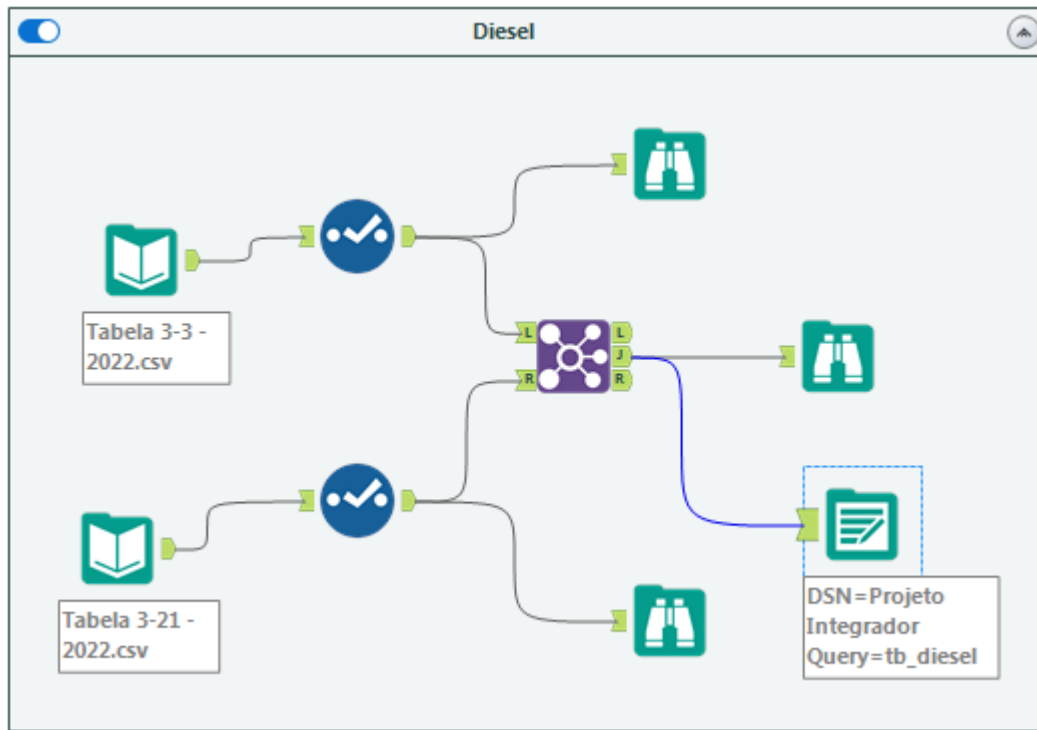 Diesel
Tabela 3-3 -
2022.csv
L
R
L
J
R
Tabela 3-21 -
2022.csv
DSN=Projeto
Integrador
Query=tb_diesel